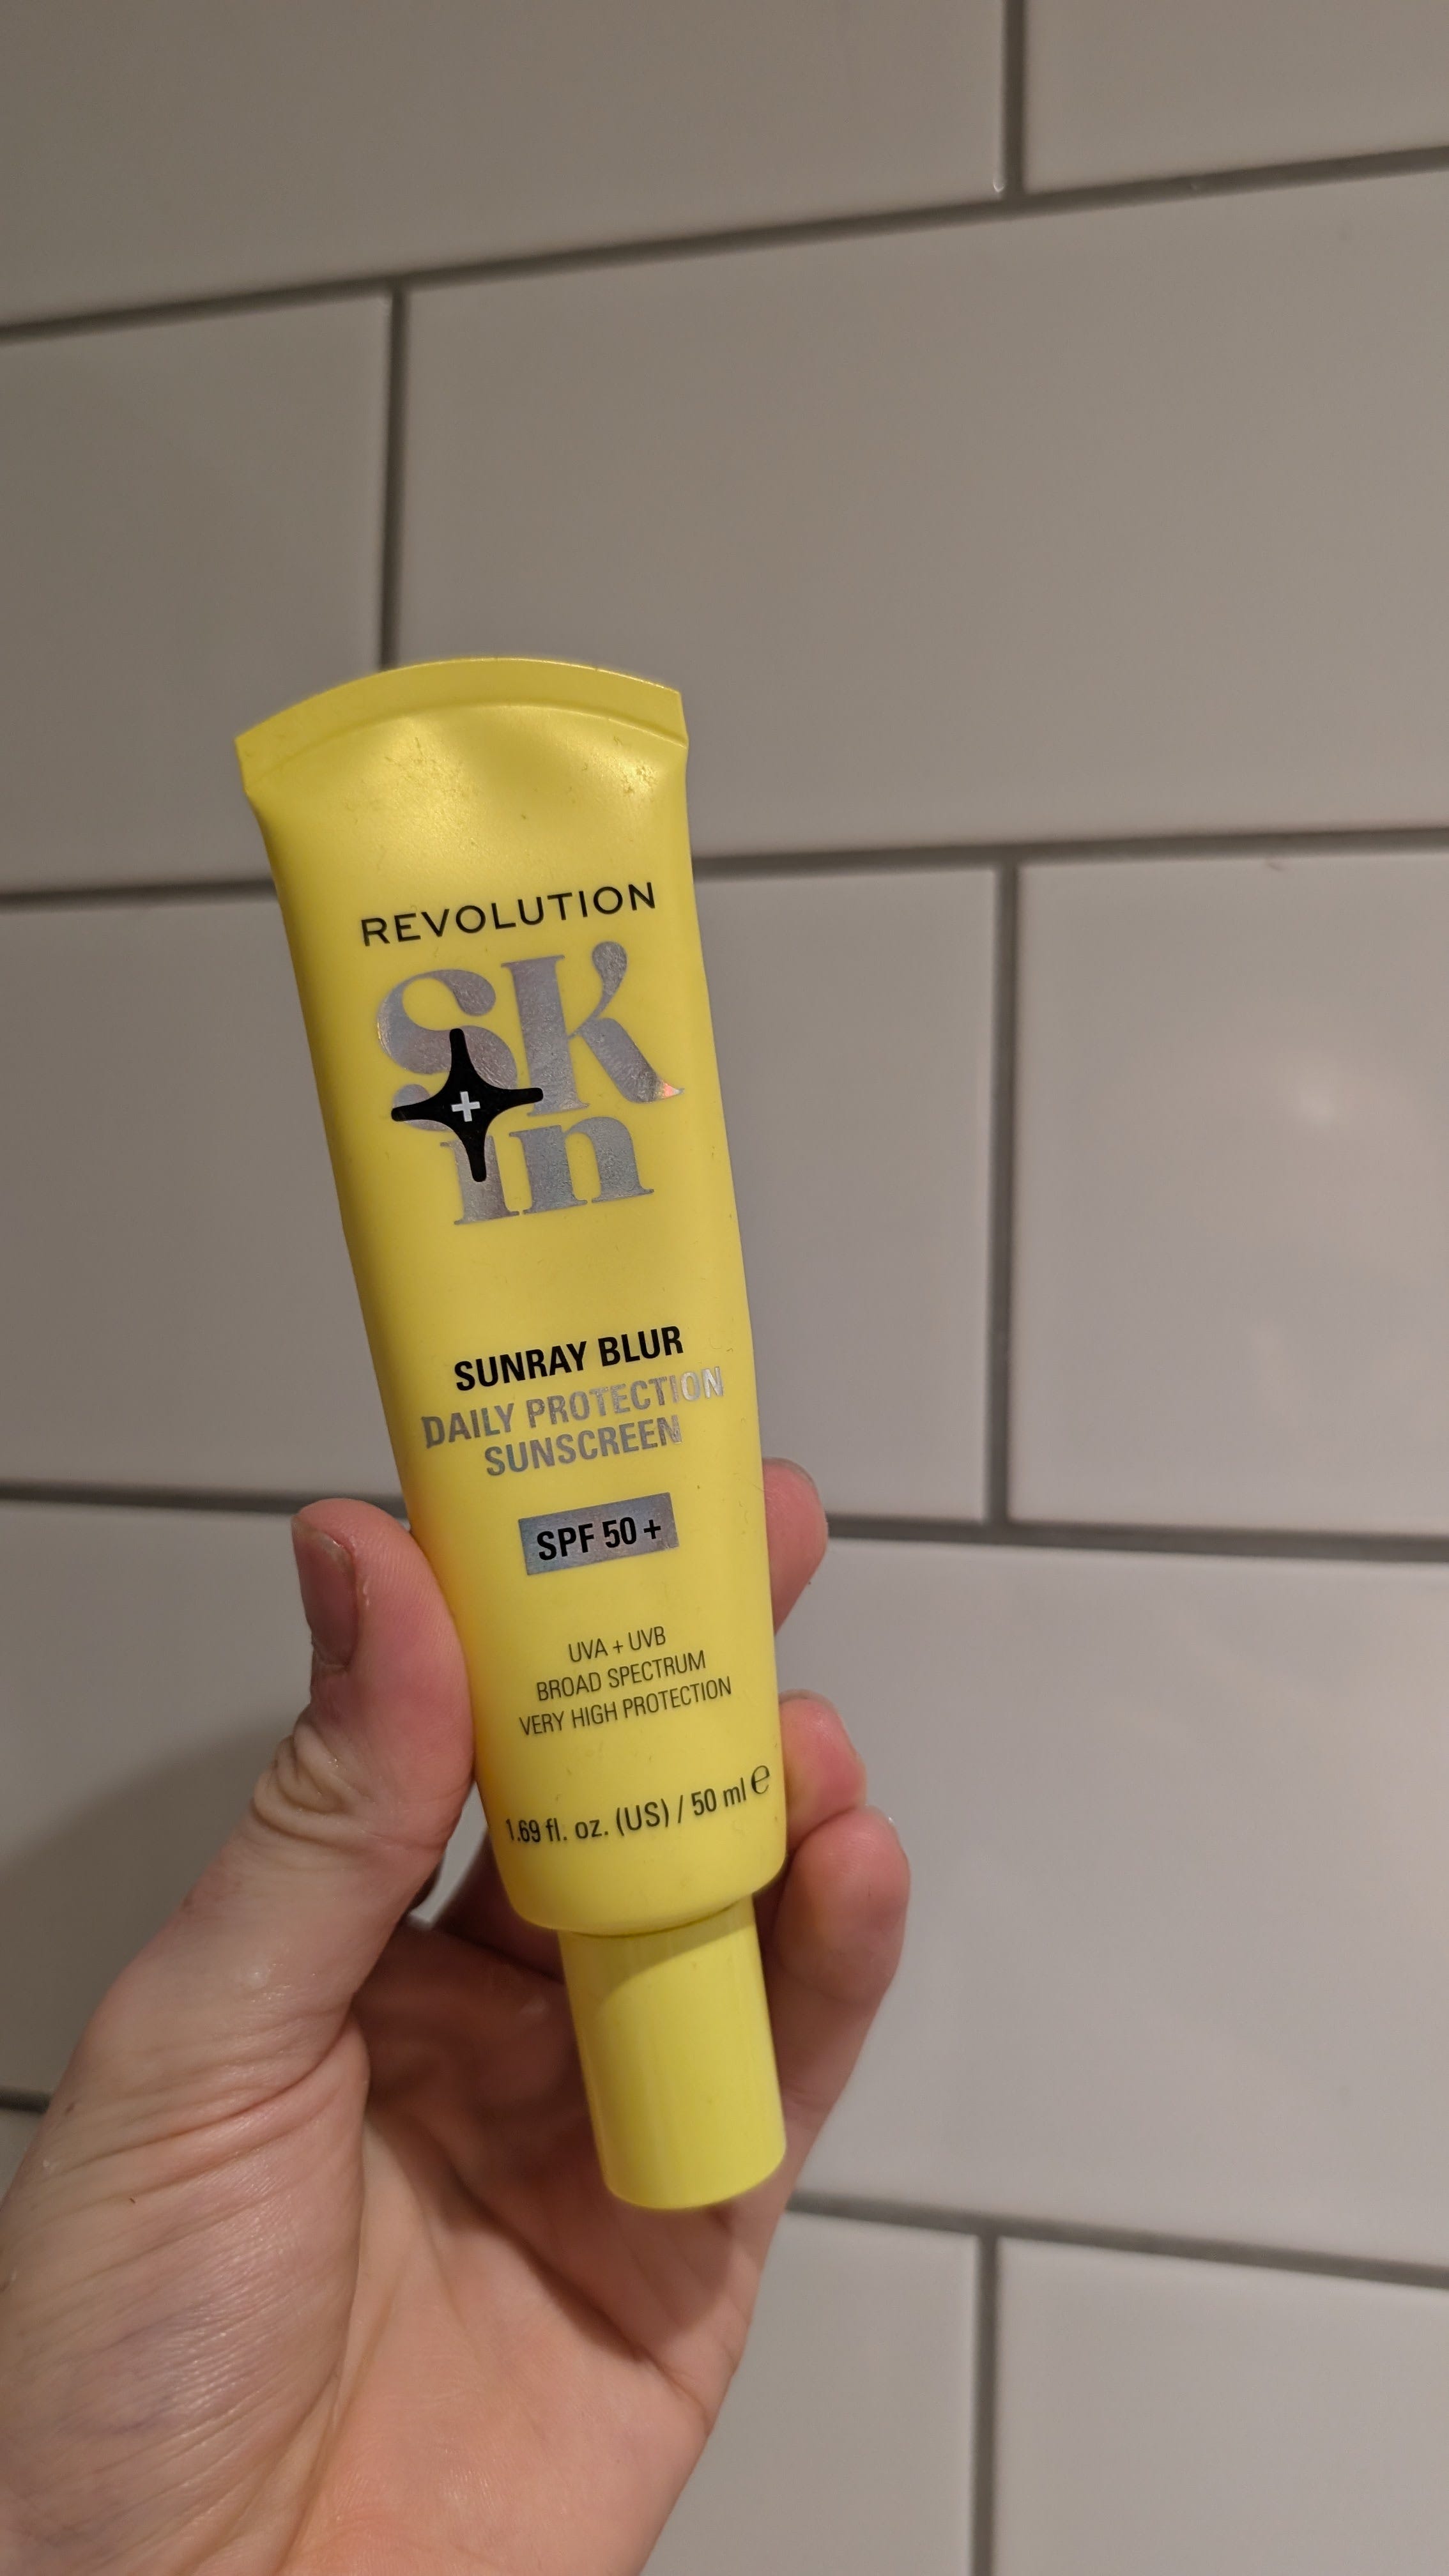 REVOLUTION
SK
+
in
SUNRAY BLUR
DAILY PROTECTION
SUNSCREEN
SPF 50+
UVA + UVB
BROAD SPECTRUM
VERY HIGH PROTECTION
1.69 fl. oz. (US) / 50 ml ℮